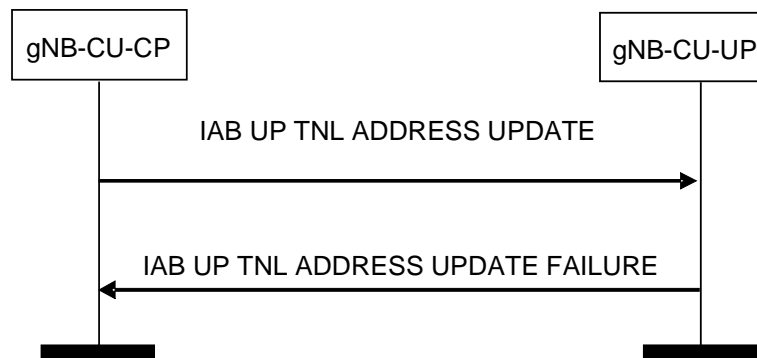 gNB-CU-CP
gNB-CU-UP
IAB UP TNL ADDRESS UPDATE
IAB UP TNL ADDRESS UPDATE FAILURE